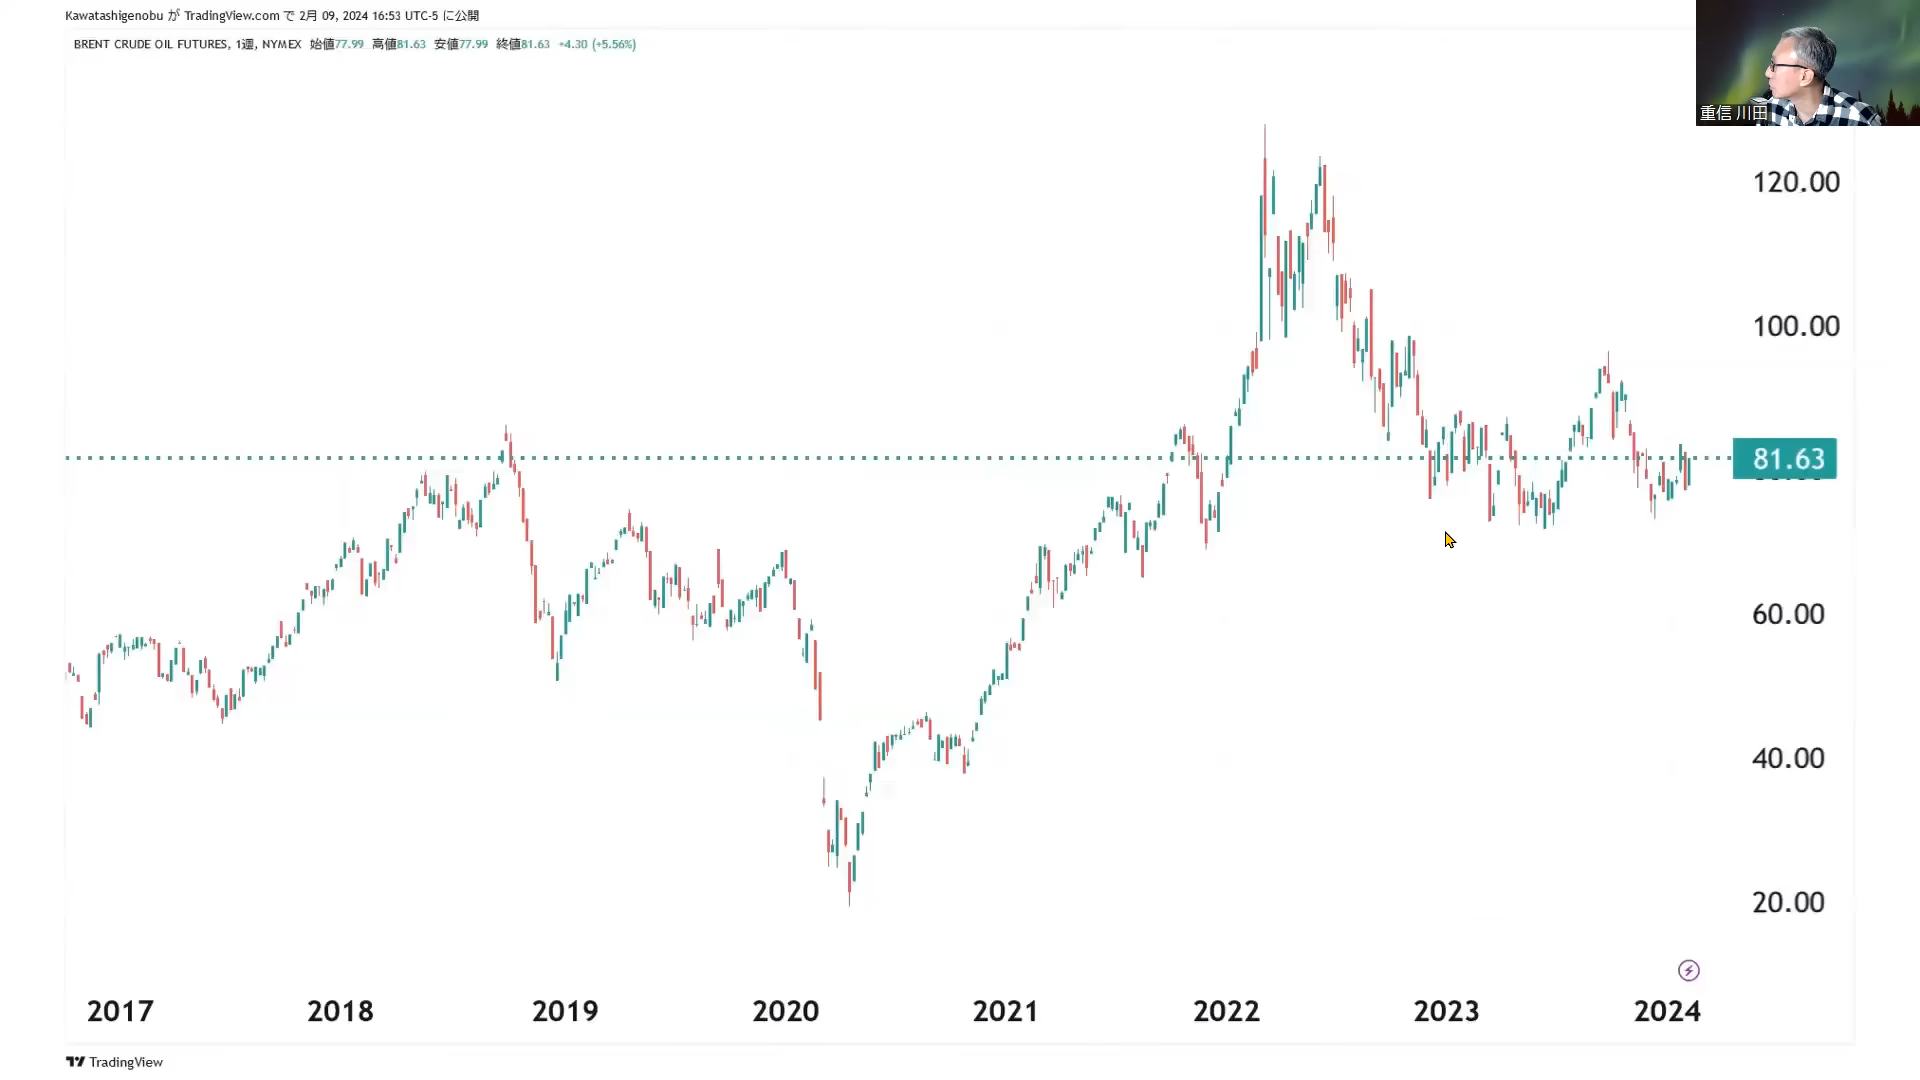 Kawatashigenobu が TradingView.com で 2月 09, 2024 16:53 UTC-5 に公開
BRENT CRUDE OIL FUTURES, 1週, NYMEX 始値77.99 高値81.63 安値77.99 終値81.63 +4.30 (+5.56%)
重信 川田
120.00
100.00
81.63
60.00
40.00
20.00
2017 2018 2019 2020 2021 2022 2023 2024
TradingView